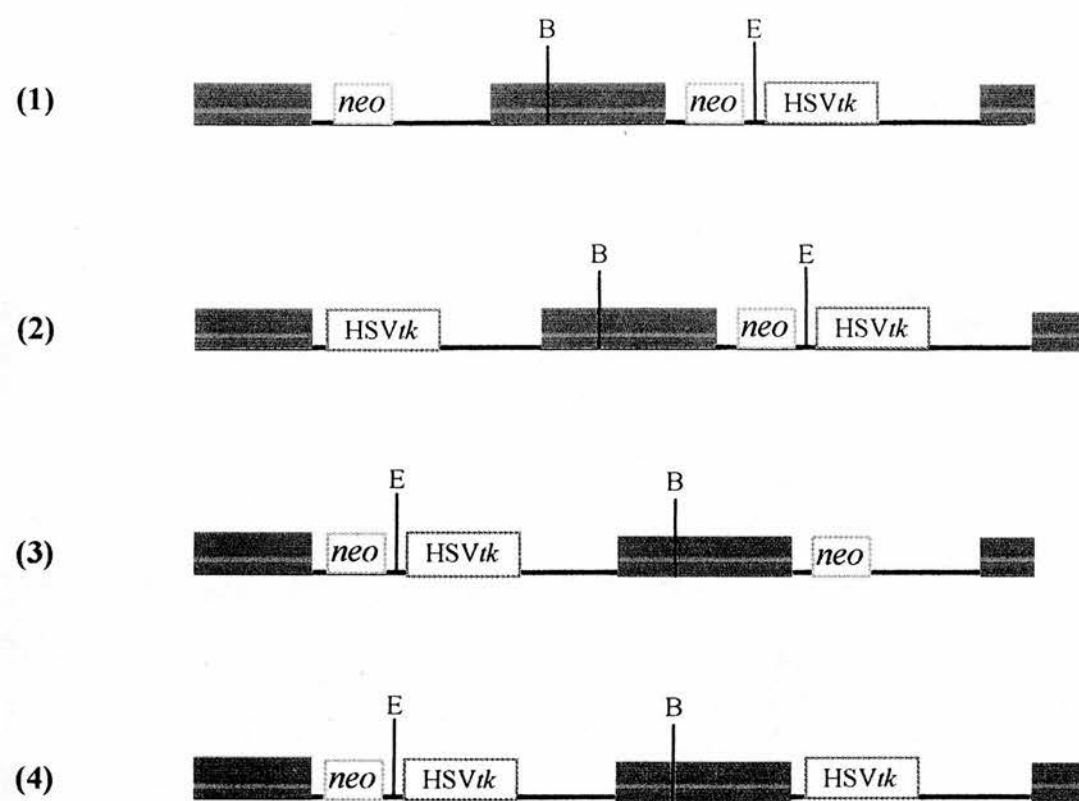 B E
(1) neo neo HSVtk
B E
(2) HSVtk neo HSVtk
E B
(3) neo HSVtk neo
E B
(4) neo HSVtk HSVtk